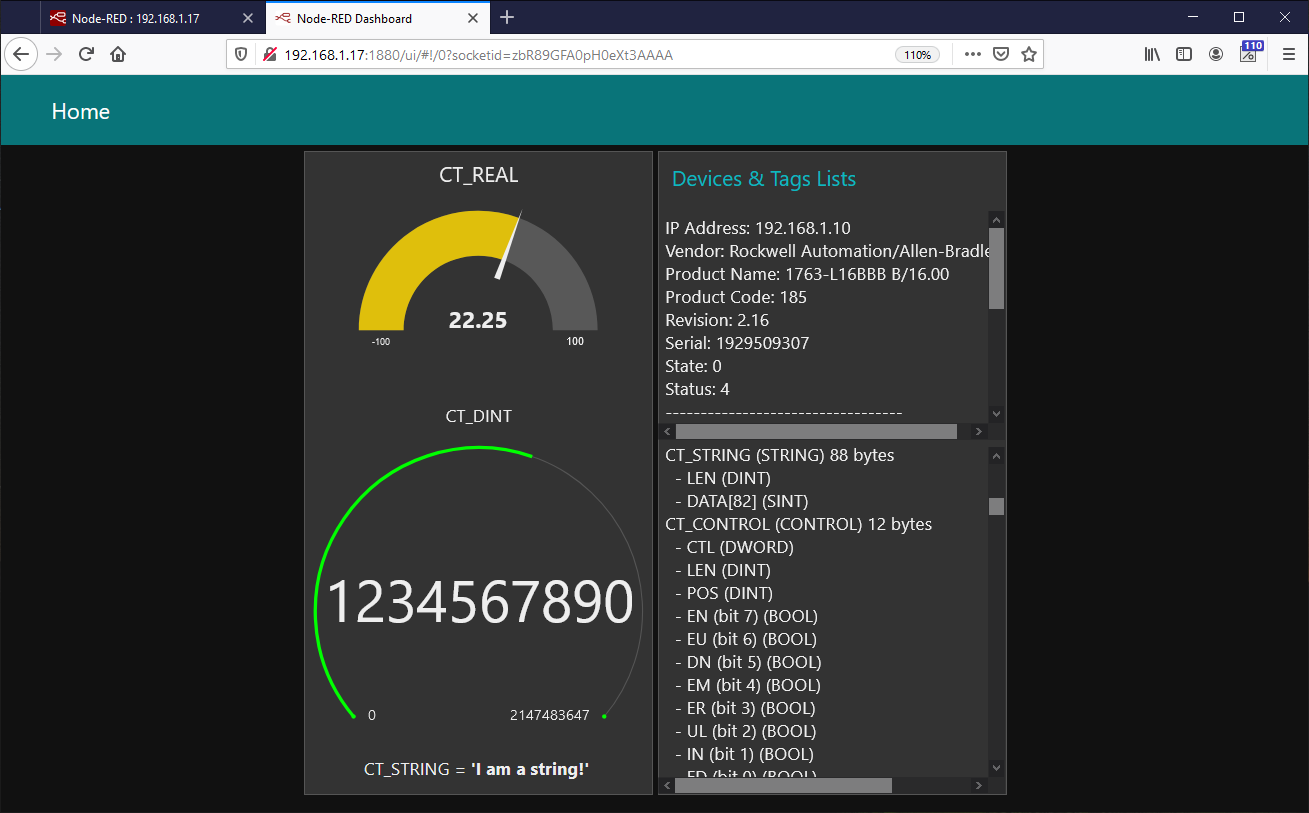 Node-RED : 192.168.1.17
Node-RED Dashboard
192.168.1.17:1880/ui/#!/0?socketid=zbR89GFA0pH0eXt3AAAA
110%
110
Home
CT_REAL
22.25
-100
100
CT_DINT
1234567890
0
2147483647
CT_STRING = 'I am a string!'
Devices & Tags Lists
IP Address: 192.168.1.10
Vendor: Rockwell Automation/Allen-Bradle
Product Name: 1763-L16BBB B/16.00
Product Code: 185
Revision: 2.16
Serial: 1929509307
State: 0
Status: 4
----------------------------------
CT_STRING (STRING) 88 bytes
- LEN (DINT)
- DATA[82] (SINT)
CT_CONTROL (CONTROL) 12 bytes
- CTL (DWORD)
- LEN (DINT)
- POS (DINT)
- EN (bit 7) (BOOL)
- EU (bit 6) (BOOL)
- DN (bit 5) (BOOL)
- EM (bit 4) (BOOL)
- ER (bit 3) (BOOL)
- UL (bit 2) (BOOL)
- IN (bit 1) (BOOL)
- FD (bit 0) (BOOL)